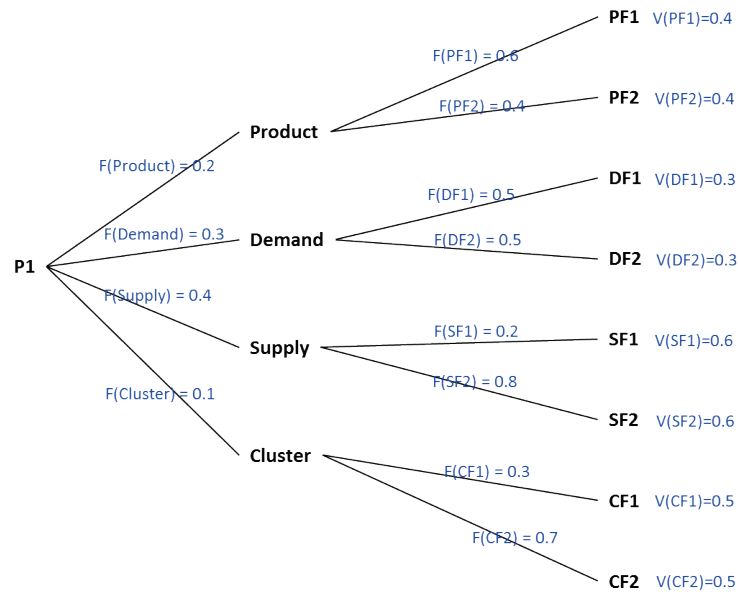 PF1 V(PF1)=0.4
F(PF1) = 0.6
PF2 V(PF2)=0.4
F(PF2) = 0.4
Product
F(Product) = 0.2
DF1 V(DF1)=0.3
F(DF1) = 0.5
F(Demand) = 0.3
Demand
F(DF2) = 0.5
DF2 V(DF2)=0.3
P1
F(Supply) = 0.4
F(SF1) = 0.2
SF1 V(SF1)=0.6
Supply
F(SF2) = 0.8
F(Cluster) = 0.1
SF2 V(SF2)=0.6
Cluster
F(CF1) = 0.3
CF1 V(CF1)=0.5
F(CF2) = 0.7
CF2 V(CF2)=0.5